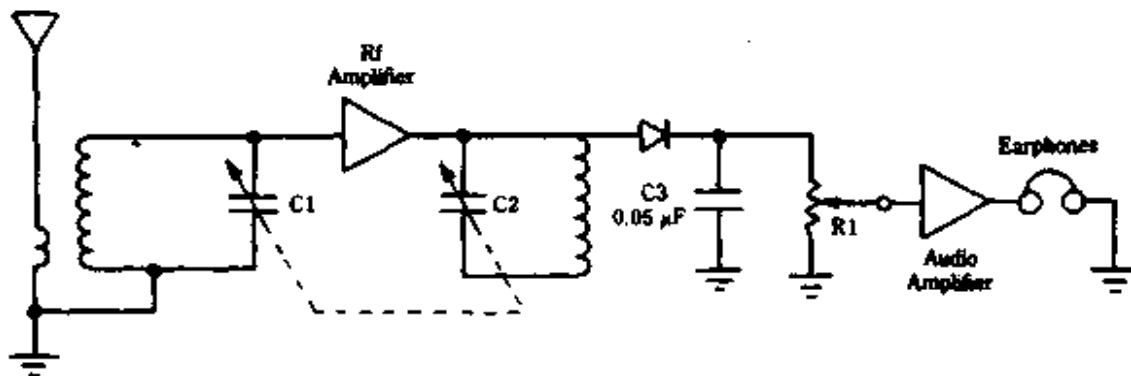 Rf
Amplifier
C1
C2
C3
0.05 µF
R1
Earphones
Audio
Amplifier